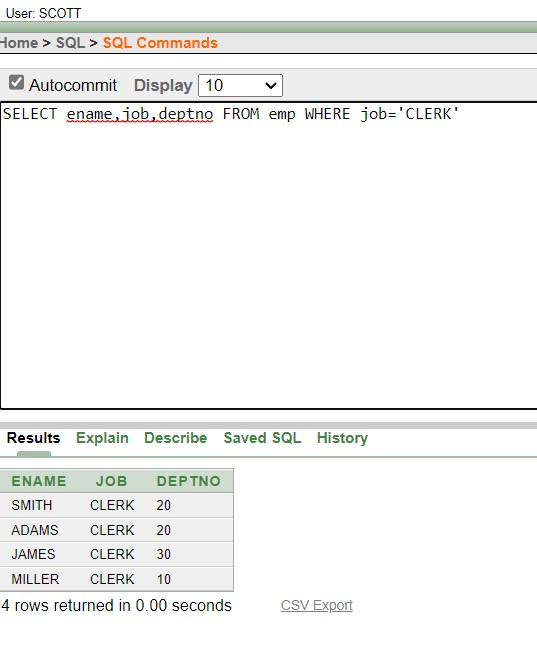 User: SCOTT
Home > SQL > SQL Commands
Autocommit Display 10
SELECT ename,job,deptno FROM emp WHERE job='CLERK'
Results Explain Describe Saved SQL History
ENAME JOB DEPTNO
SMITH CLERK 20
ADAMS CLERK 20
JAMES CLERK 30
MILLER CLERK 10
4 rows returned in 0.00 seconds CSV Export